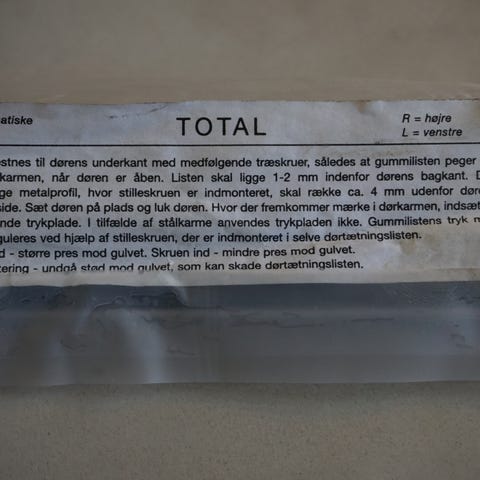 atiske TOTAL R = højre
L = venstre
estnes til dørens underkant med medfølgende træskruer, således at gummilisten peger
karmen, når døren er åben. Listen skal ligge 1-2 mm indenfor dørens bagkant. D
ge metalprofil, hvor stilleskruen er indmonteret, skal række ca. 4 mm udenfor døre
side. Sæt døren på plads og luk døren. Hvor der fremkommer mærke i dørkarmen, indsæt
ende trykplade. I tilfælde af stålkarme anvendes trykpladen ikke. Gummilistens tryk m
guleres ved hjælp af stilleskruen, der er indmonteret i selve dørtætningslisten.
d - større pres mod gulvet. Skruen ind - mindre pres mod gulvet.
tering - undgå stød mod gulvet, som kan skade dørtætningslisten.